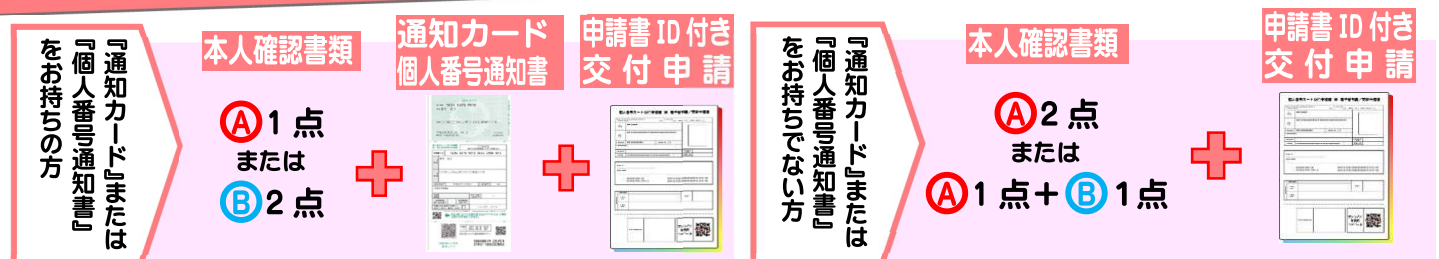 『通知カード』または
『個人番号通知書』
をお持ちの方
本人確認書類
Ⓐ1点
または
Ⓑ2点
通知カード
個人番号通知書
申請書ID付き
交付申請
『通知カード』または
『個人番号通知書』
をお持ちでない方
本人確認書類
Ⓐ2点
または
Ⓐ1点+Ⓑ1点
申請書ID付き
交付申請